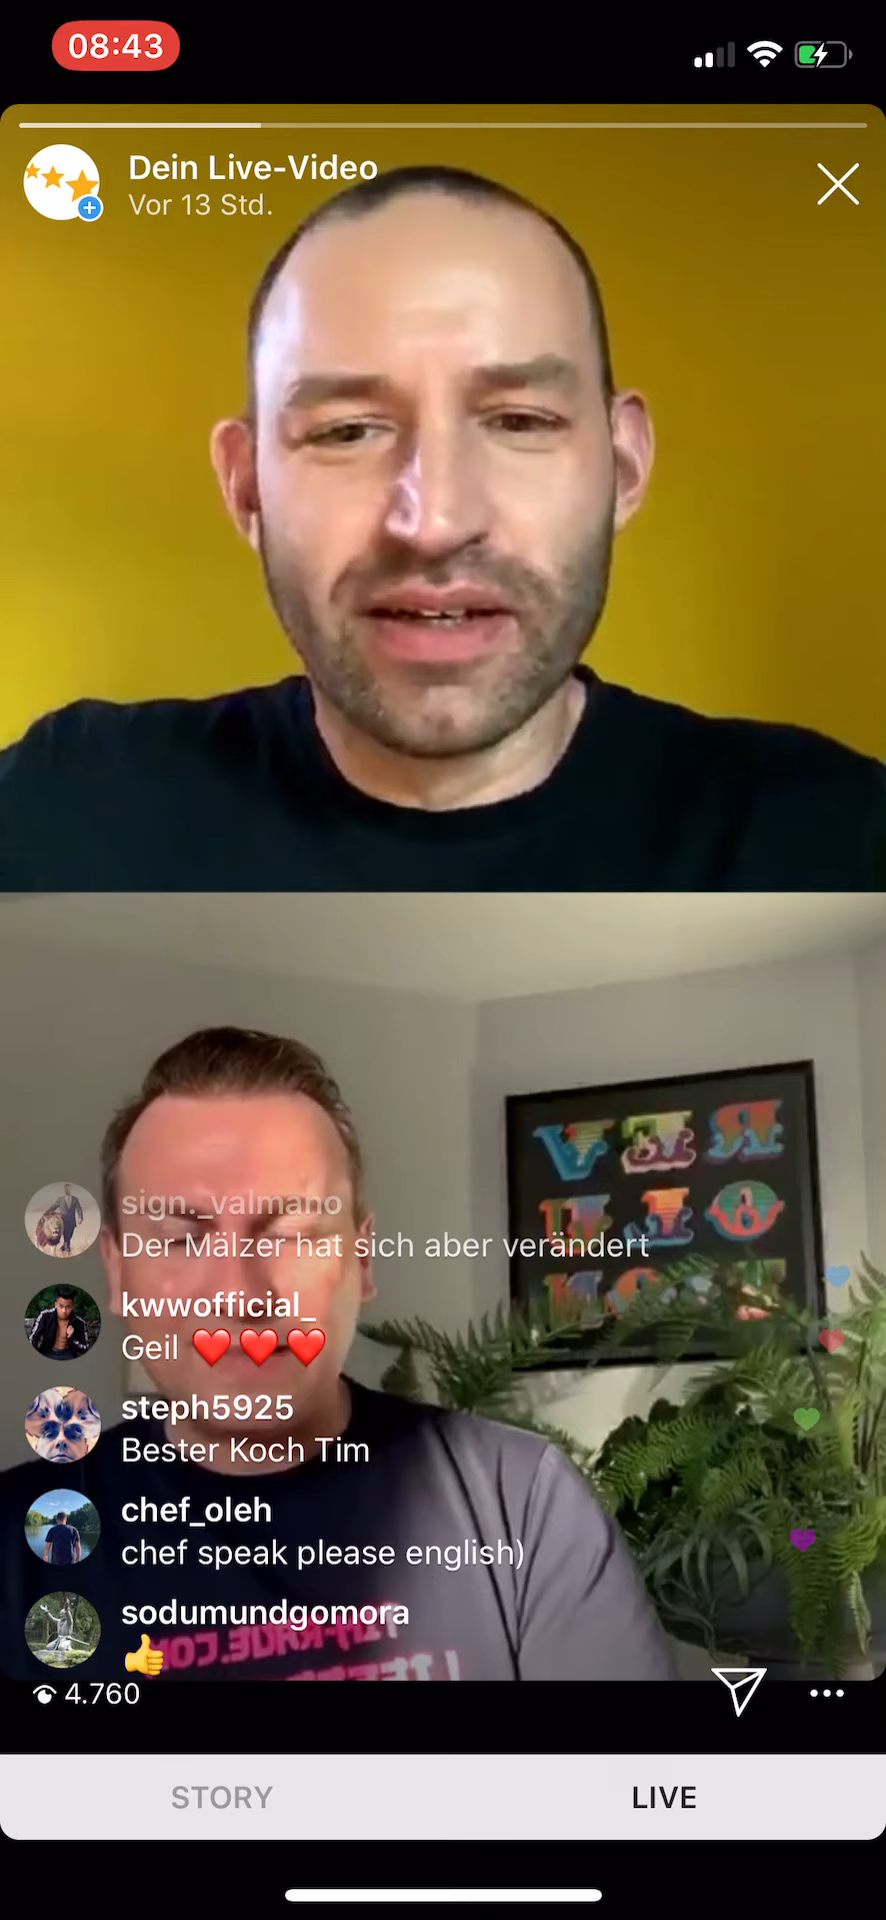 08:43
Dein Live-Video
Vor 13 Std.
sign._valmano
Der Mälzer hat sich aber verändert
kwwofficial_
Geil ❤️❤️❤️
steph5925
Bester Koch Tim
chef_oleh
chef speak please english)
sodumundgomora
👍
4.760
STORY
LIVE